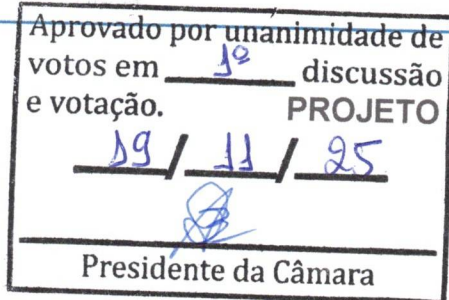 Aprovado por unanimidade de
votos em 1º discussão
e votação. PROJETO
19 / 11 / 25
Presidente da Câmara